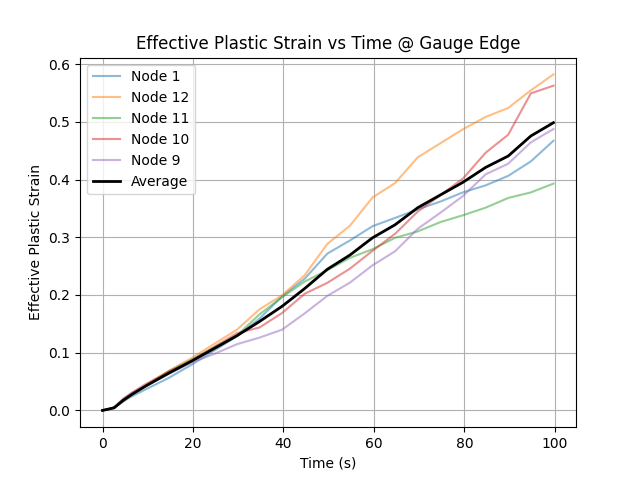 Effective Plastic Strain vs Time @ Gauge Edge
Effective Plastic Strain
0.6
0.5
0.4
0.3
0.2
0.1
0.0
Node 1
Node 12
Node 11
Node 10
Node 9
Average
0 20 40 60 80 100
Time (s)